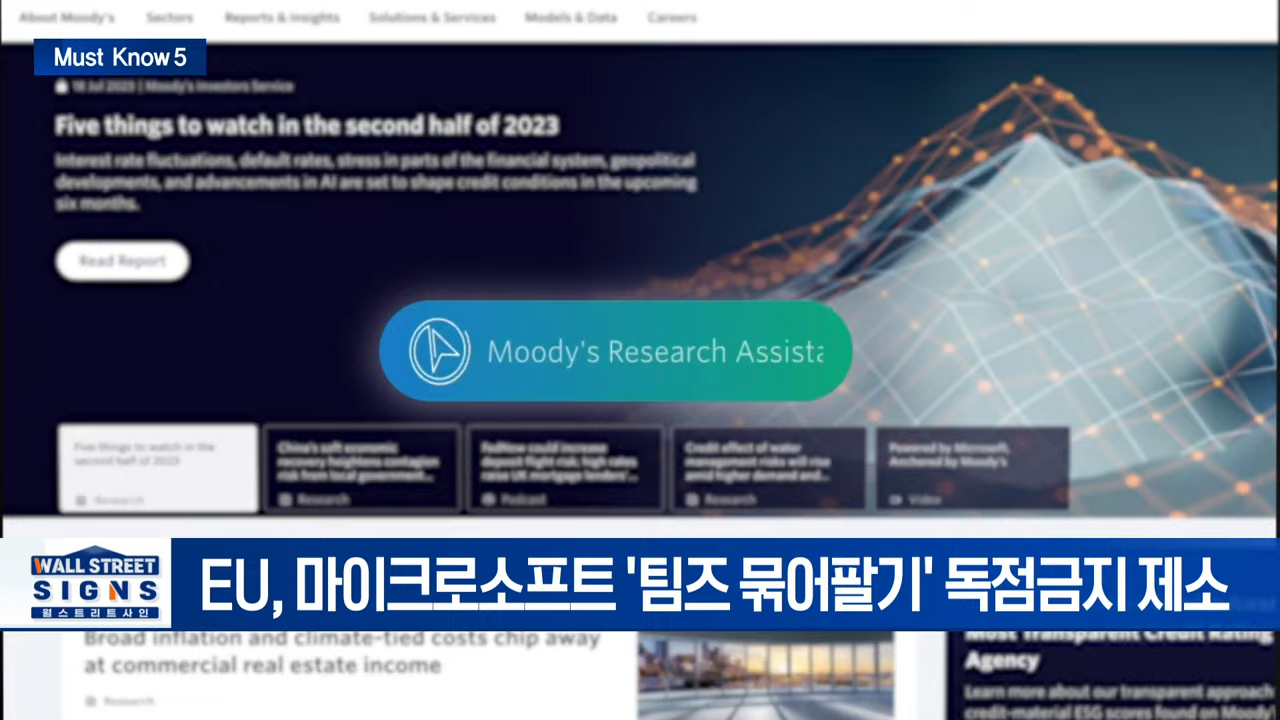 About Moody's Sectors Reports & Insights Solutions & Services Models & Data Careers
Must Know 5
18 Jul 2023 | Moody's Investors Service
Five things to watch in the second half of 2023
Interest rate fluctuations, default rates, stress in parts of the financial system, geopolitical
developments, and advancements in AI are set to shape credit conditions in the upcoming
six months.
Read Report
Moody's Research Assista
Five things to watch in the
second half of 2023
Research
China's soft economic
recovery heightens contagion
risk from local government...
Research
FedNow could increase
deposit flight risk; high rates
raise UK mortgage lenders'...
Podcast
Credit effect of water
management risks will rise
amid higher demand and...
Research
Powered by Microsoft.
Anchored by Moody's
Video
WALL STREET
SIGNS
월스트리트사인
EU, 마이크로소프트 '팀즈 묶어팔기' 독점금지 제소
Broad inflation and climate-tied costs chip away
at commercial real estate income
Research
Most Transparent Credit Rating
Agency
Learn more about our transparent approach
credit-material ESG scores found on Moody'